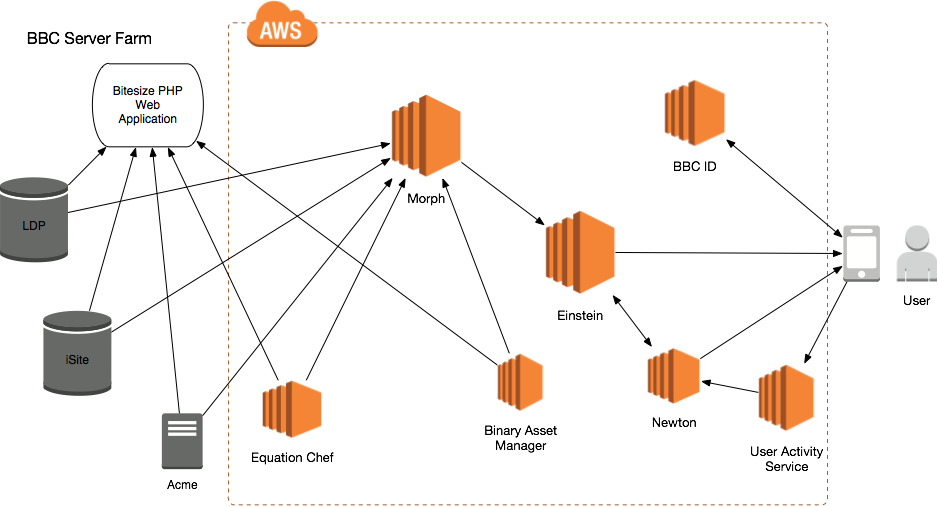 AWS
BBC Server Farm
Bitesize PHP
Web
Application
BBC ID
Morph
LDP
User
Einstein
iSite
Newton
Binary Asset
Manager
User Activity
Service
Equation Chef
Acme